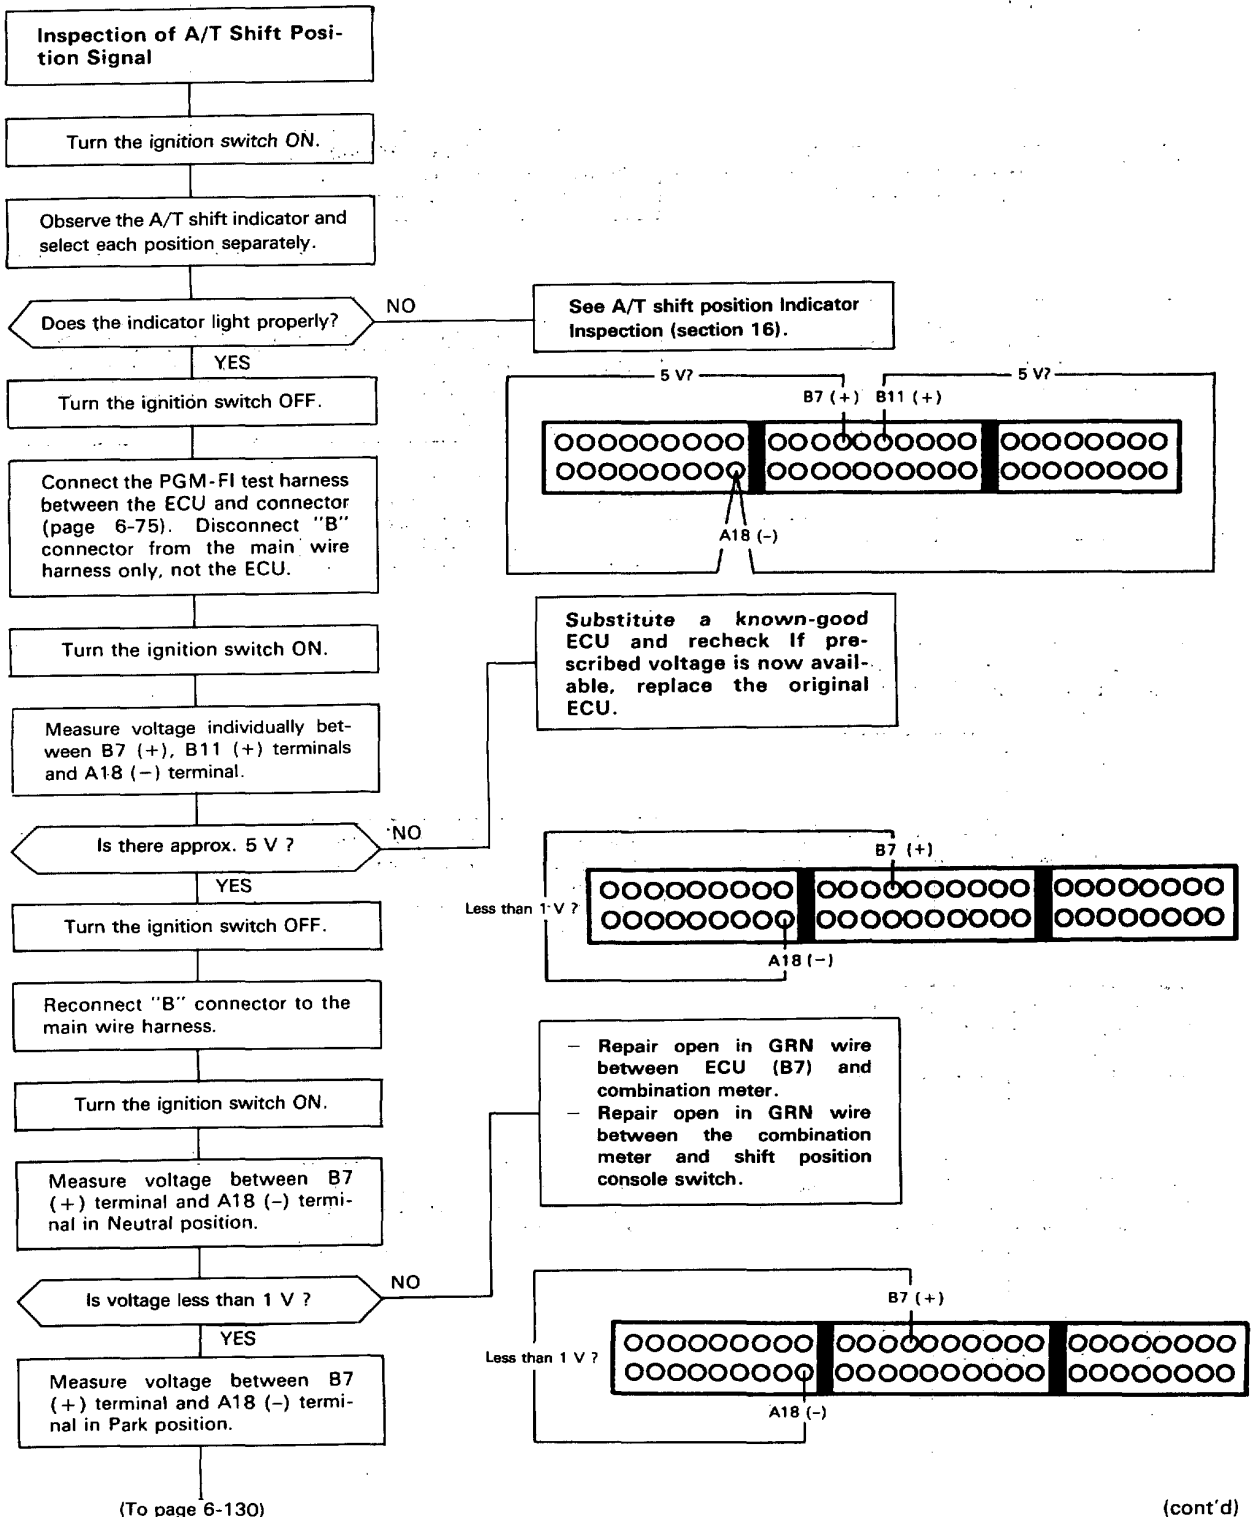 Inspection of A/T Shift Posi-
tion Signal
Turn the ignition switch ON.
Observe the A/T shift indicator and
select each position separately.
Does the indicator light properly?
NO
See A/T shift position Indicator
Inspection (section 16).
YES
Turn the ignition switch OFF.
5 V?
5 V?
B7 (+) B11 (+)
A18 (−)
Connect the PGM-FI test harness
between the ECU and connector
(page 6-75). Disconnect "B"
connector from the main wire
harness only, not the ECU.
Turn the ignition switch ON.
Substitute a known-good
ECU and recheck If pre-
scribed voltage is now avail-
able, replace the original
ECU.
Measure voltage individually bet-
ween B7 (+), B11 (+) terminals
and A18 (−) terminal.
Is there approx. 5 V ?
NO
YES
B7 (+)
Less than 1 V ?
A18 (−)
Turn the ignition switch OFF.
Reconnect "B" connector to the
main wire harness.
Turn the ignition switch ON.
− Repair open in GRN wire
between ECU (B7) and
combination meter.
− Repair open in GRN wire
between the combination
meter and shift position
console switch.
Measure voltage between B7
(+) terminal and A18 (−) termi-
nal in Neutral position.
Is voltage less than 1 V ?
NO
YES
B7 (+)
Less than 1 V ?
A18 (−)
Measure voltage between B7
(+) terminal and A18 (−) termi-
nal in Park position.
(To page 6-130)
(cont'd)